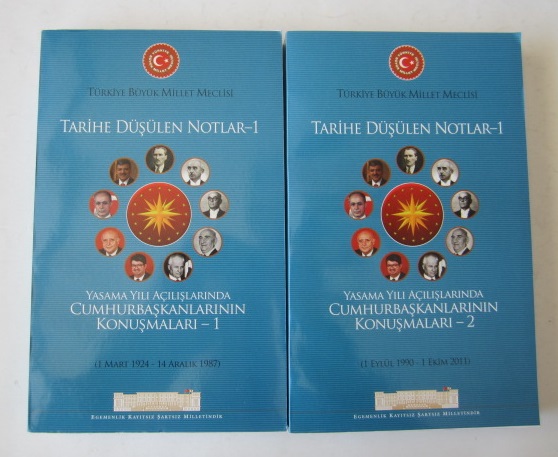 TÜRKİYE BÜYÜK MİLLET MECLİSİ
TARİHE DÜŞÜLEN NOTLAR–1
YASAMA YILI AÇILIŞLARINDA
CUMHURBAŞKANLARININ
KONUŞMALARI – 1
(1 MART 1924 - 14 ARALIK 1987)
EGEMENLİK KAYITSIZ ŞARTSIZ MİLLETİNDİR
TÜRKİYE BÜYÜK MİLLET MECLİSİ
TARİHE DÜŞÜLEN NOTLAR–1
YASAMA YILI AÇILIŞLARINDA
CUMHURBAŞKANLARININ
KONUŞMALARI – 2
(1 EYLÜL 1990 - 1 EKİM 2011)
EGEMENLİK KAYITSIZ ŞARTSIZ MİLLETİNDİR